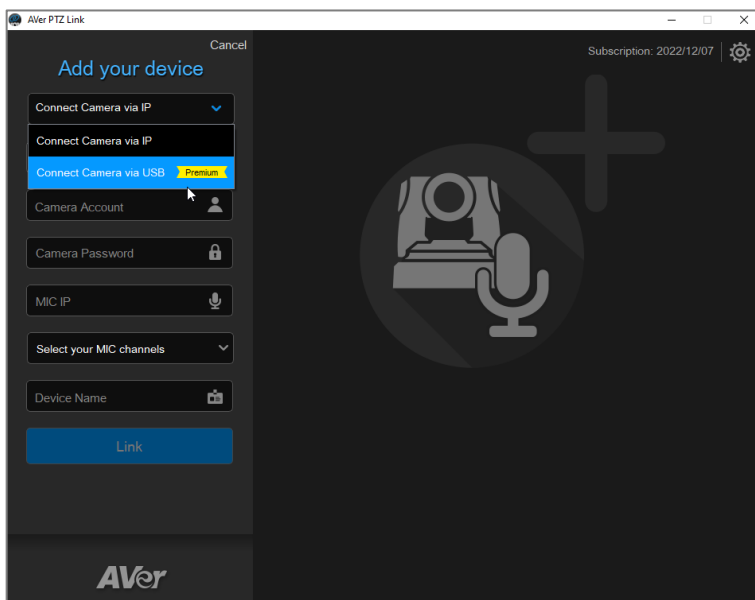 AVer PTZ Link
Cancel
Subscription: 2022/12/07
Add your device
Connect Camera via IP
Connect Camera via IP
Connect Camera via USB Premium
Camera Account
Camera Password
MIC IP
Select your MIC channels
Device Name
Link
AVer